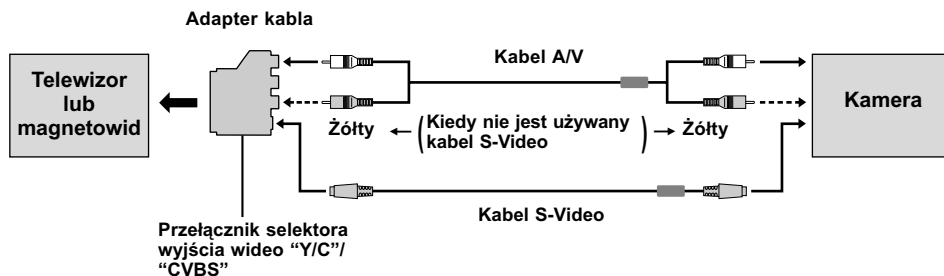 Adapter kabla
Kabel A/V
Telewizor
lub
magnetowid
Kamera
Żółty
(Kiedy nie jest używany
kabel S-Video)
Żółty
Kabel S-Video
Przełącznik selektora
wyjścia wideo “Y/C”/
“CVBS”